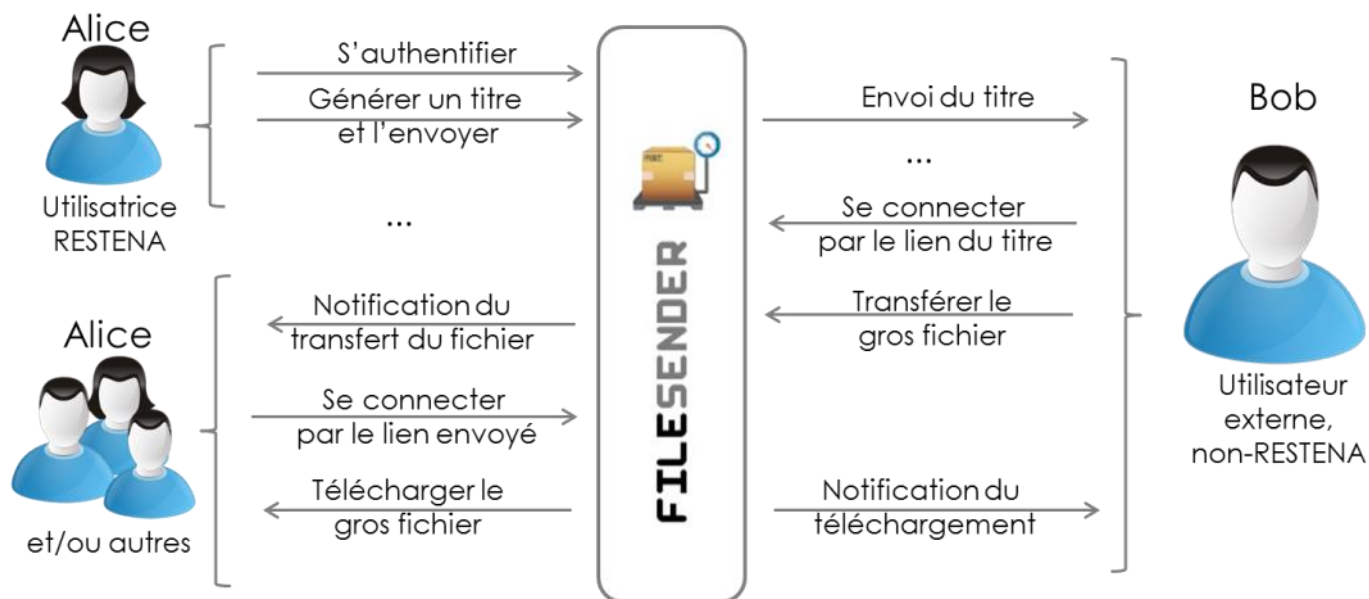 Alice
S'authentifier
Générer un titre
et l'envoyer
Utilisatrice
RESTENA
...
Notification du
transfert du fichier
Alice
Se connecter
par le lien envoyé
Télécharger le
gros fichier
et/ou autres
FILESENDER
Envoi du titre
...
Se connecter
par le lien du titre
Transférer le
gros fichier
Notification du
téléchargement
Bob
Utilisateur
externe,
non-RESTENA